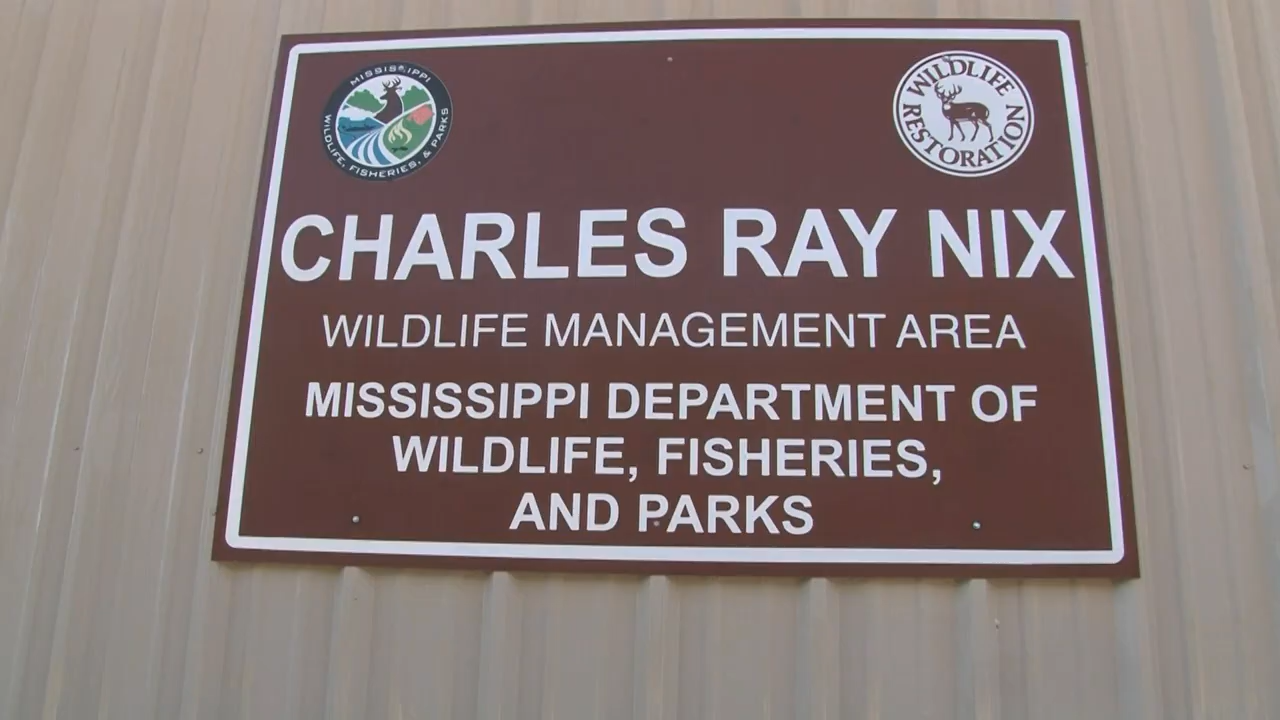 MISSISSIPPI
WILDLIFE, FISHERIES, & PARKS
WILDLIFE
RESTORATION
CHARLES RAY NIX
WILDLIFE MANAGEMENT AREA
MISSISSIPPI DEPARTMENT OF
WILDLIFE, FISHERIES,
AND PARKS